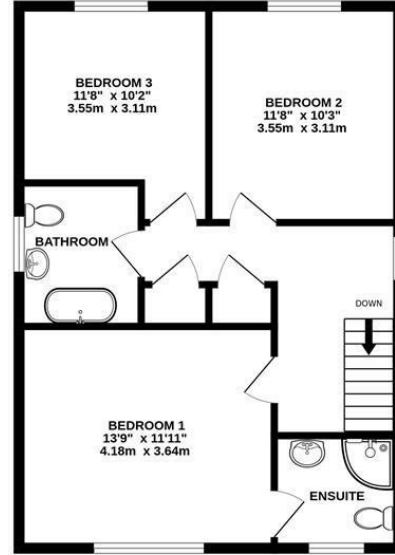 BEDROOM 3
11'8" x 10'2"
3.55m x 3.11m
BEDROOM 2
11'8" x 10'3"
3.55m x 3.11m
BATHROOM
DOWN
BEDROOM 1
13'9" x 11'11"
4.18m x 3.64m
ENSUITE